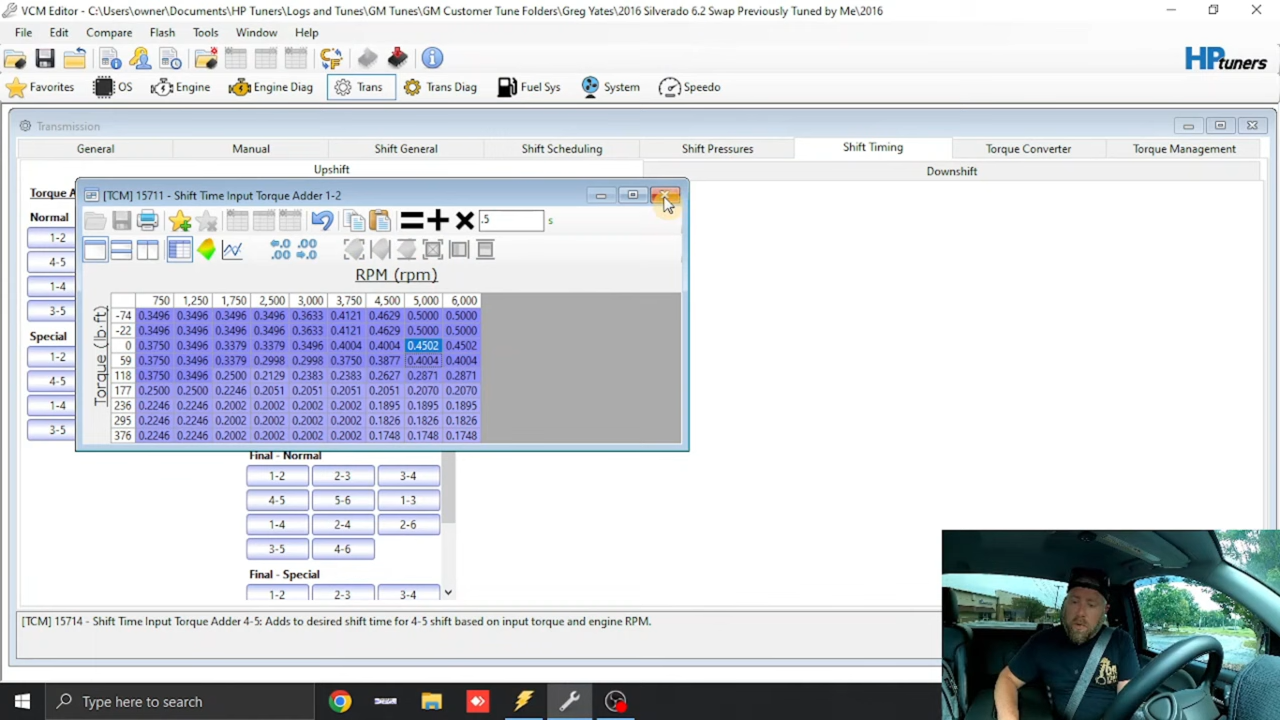 VCM Editor - C:\Users\owner\Documents\HP Tuners\Logs and Tunes\GM Tunes\GM Customer Tune Folders\Greg Yates\2016 Silverado 6.2 Swap Previously Tuned by Me\2016
File Edit Compare Flash Tools Window Help
HPtuners
Favorites OS Engine Engine Diag Trans Trans Diag Fuel Sys System Speedo
Transmission
General Manual Shift General Shift Scheduling Shift Pressures Shift Timing Torque Converter Torque Management
Upshift Downshift
Torque A
Normal
1-2
4-5
1-4
3-5
Special
1-2
4-5
1-4
3-5
[TCM] 15711 - Shift Time Input Torque Adder 1-2
.5 s
RPM (rpm)
Torque (lb·ft)
750 1,250 1,750 2,500 3,000 3,750 4,500 5,000 6,000
-74 0.3496 0.3496 0.3496 0.3496 0.3633 0.4121 0.4629 0.5000 0.5000
-22 0.3496 0.3496 0.3496 0.3496 0.3633 0.4121 0.4629 0.5000 0.5000
0 0.3750 0.3496 0.3379 0.3379 0.3496 0.4004 0.4004 0.4502 0.4502
59 0.3750 0.3496 0.3379 0.2998 0.2998 0.3750 0.3877 0.4004 0.4004
118 0.3750 0.3496 0.2500 0.2129 0.2383 0.2383 0.2627 0.2871 0.2871
177 0.2500 0.2500 0.2246 0.2051 0.2051 0.2051 0.2051 0.2070 0.2070
236 0.2246 0.2246 0.2002 0.2002 0.2002 0.2002 0.1895 0.1895 0.1895
295 0.2246 0.2246 0.2002 0.2002 0.2002 0.2002 0.1826 0.1826 0.1826
376 0.2246 0.2246 0.2002 0.2002 0.2002 0.2002 0.1748 0.1748 0.1748
Final - Normal
1-2 2-3 3-4
4-5 5-6 1-3
1-4 2-4 2-6
3-5 4-6
Final - Special
1-2 2-3 3-4
[TCM] 15714 - Shift Time Input Torque Adder 4-5: Adds to desired shift time for 4-5 shift based on input torque and engine RPM.
Type here to search